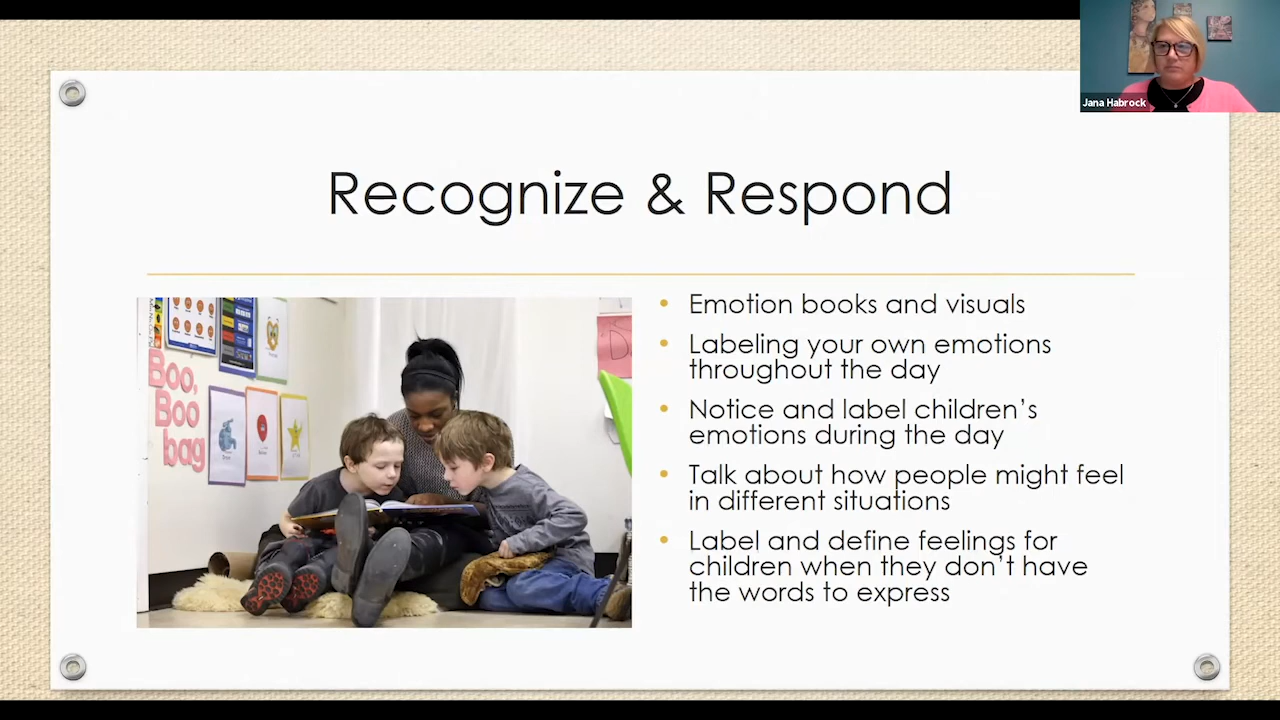 Jana Habrock
Recognize & Respond
• Emotion books and visuals
• Labeling your own emotions
throughout the day
• Notice and label children’s
emotions during the day
• Talk about how people might feel
in different situations
• Label and define feelings for
children when they don’t have
the words to express
Boo,
Boo
bag